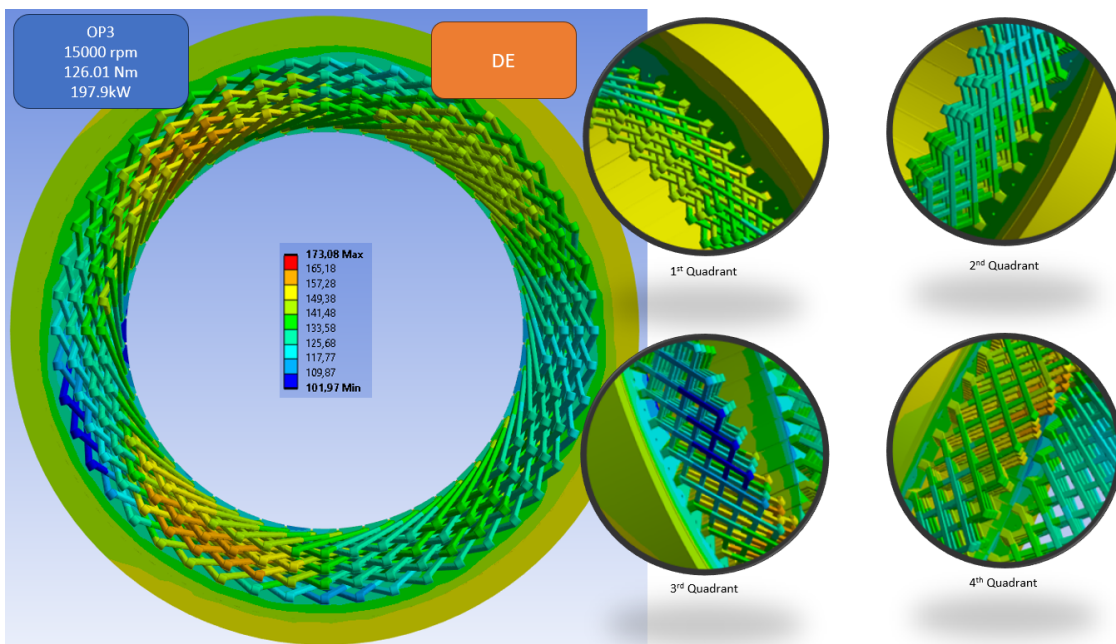 OP3
15000 rpm
126.01 Nm
197.9kW
DE
173,08 Max
165,18
157,28
149,38
141,48
133,58
125,68
117,77
109,87
101,97 Min
1st Quadrant
2nd Quadrant
3rd Quadrant
4th Quadrant